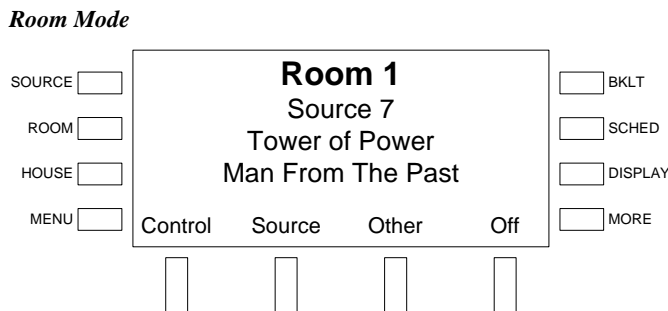 Room Mode
SOURCE
ROOM
HOUSE
MENU
Room 1
Source 7
Tower of Power
Man From The Past
Control Source Other Off
BKLT
SCHED
DISPLAY
MORE